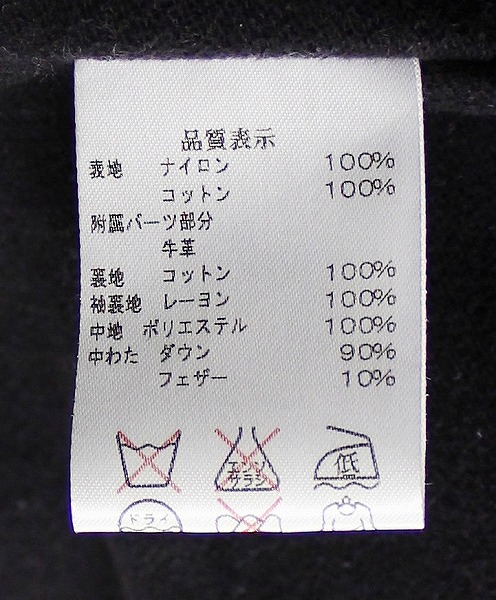 品質表示
表地 ナイロン 100%
コットン 100%
附属パーツ部分
牛革
裏地 コットン 100%
袖裏地 レーヨン 100%
中地 ポリエステル 100%
中わた ダウン 90%
フェザー 10%
エンソ
サラシ
低
ドライ